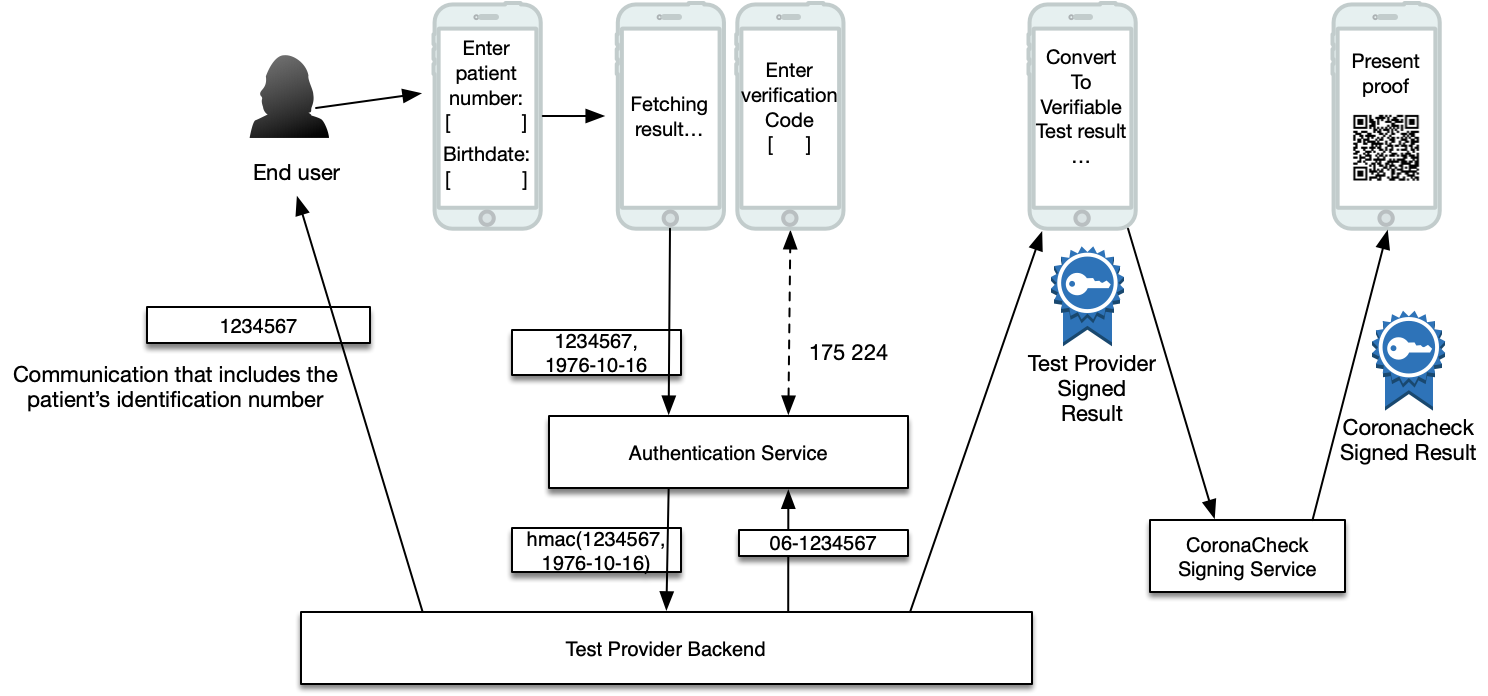 Enter
patient
number:
[ ]
Birthdate:
[ ]
Fetching
result…
Enter
verification
Code
[ ]
Convert
To
Verifiable
Test result
…
Present
proof
End user
1234567
Communication that includes the
patient’s identification number
1234567,
1976-10-16
175 224
Test Provider
Signed
Result
Coronacheck
Signed Result
Authentication Service
hmac(1234567,
1976-10-16)
06-1234567
CoronaCheck
Signing Service
Test Provider Backend